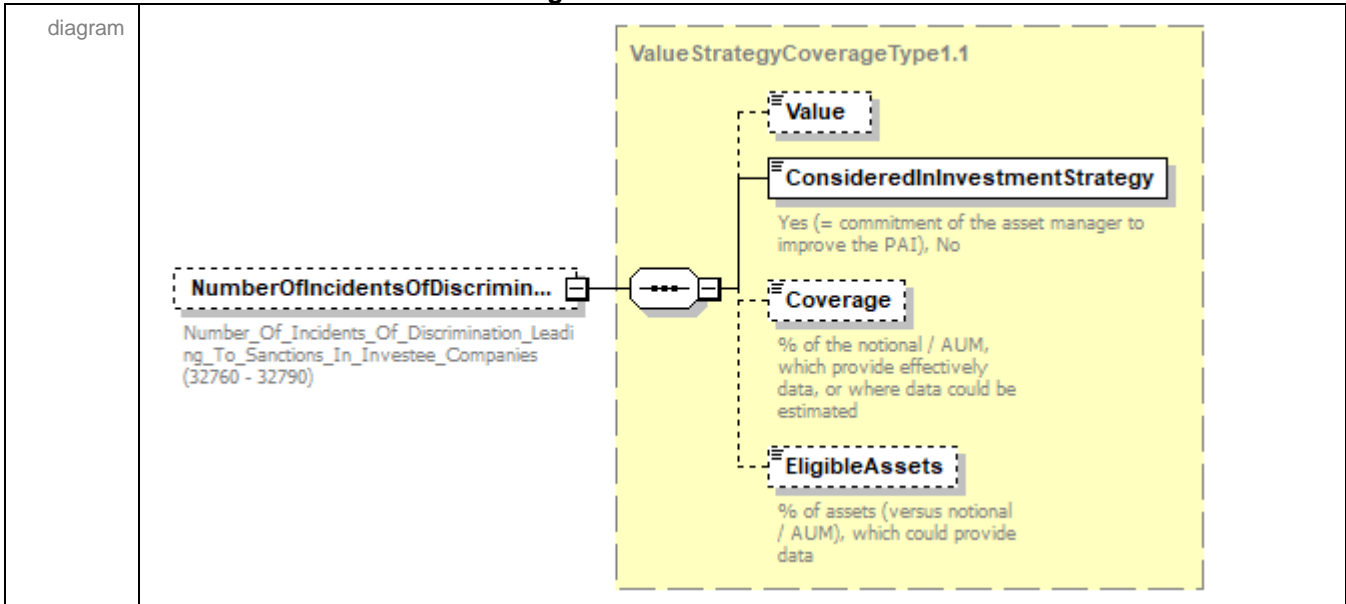 diagram
ValueStrategyCoverageType1.1
Value
ConsideredInInvestmentStrategy
Yes (= commitment of the asset manager to
improve the PAI), No
NumberOfIncidentsOfDiscrimin...
Number_Of_Incidents_Of_Discrimination_Leadi
ng_To_Sanctions_In_Investee_Companies
(32760 - 32790)
Coverage
% of the notional / AUM,
which provide effectively
data, or where data could be
estimated
EligibleAssets
% of assets (versus notional
/ AUM), which could provide
data